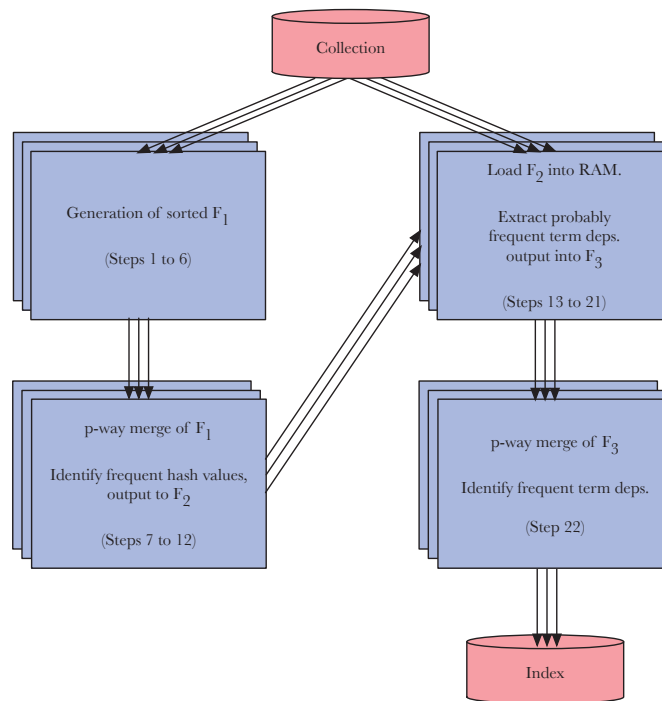 Collection
Generation of sorted F1
(Steps 1 to 6)
p-way merge of F1
Identify frequent hash values,
output to F2
(Steps 7 to 12)
Load F2 into RAM.
Extract probably
frequent term deps.
output into F3
(Steps 13 to 21)
p-way merge of F3
Identify frequent term deps.
(Step 22)
Index